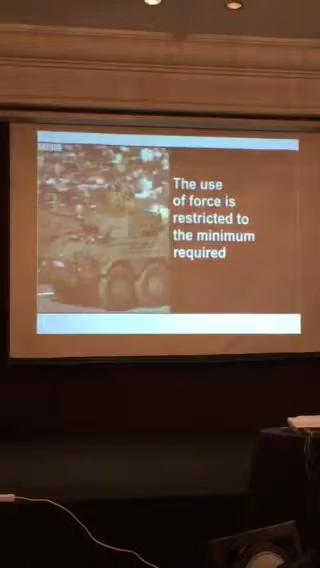 The use
of force is
restricted to
the minimum
required